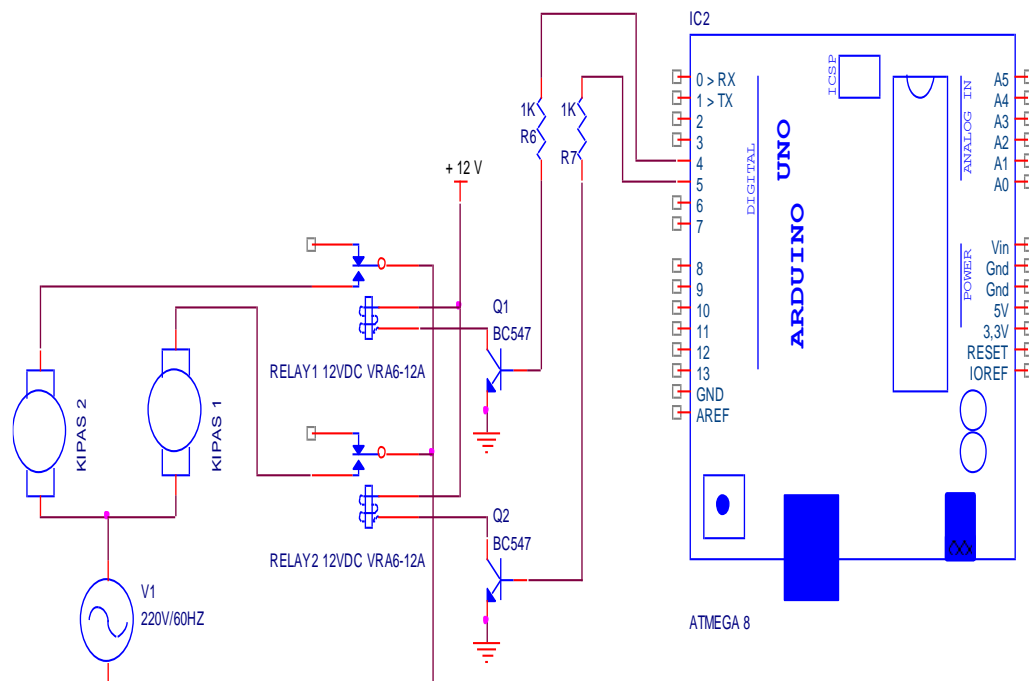 IC2
ICSP
0 > RX
1 > TX
2
3
4
5
6
7
8
9
10
11
12
13
GND
AREF
DIGITAL
ARDUINO UNO
ANALOG IN
POWER
A5
A4
A3
A2
A1
A0
Vin
Gnd
Gnd
5V
3,3V
RESET
IOREF
ATMEGA 8
1K
R6
1K
R7
+ 12 V
Q1
BC547
RELAY1 12VDC VRA6-12A
KIPAS 2
KIPAS 1
Q2
BC547
RELAY2 12VDC VRA6-12A
V1
220V/60HZ